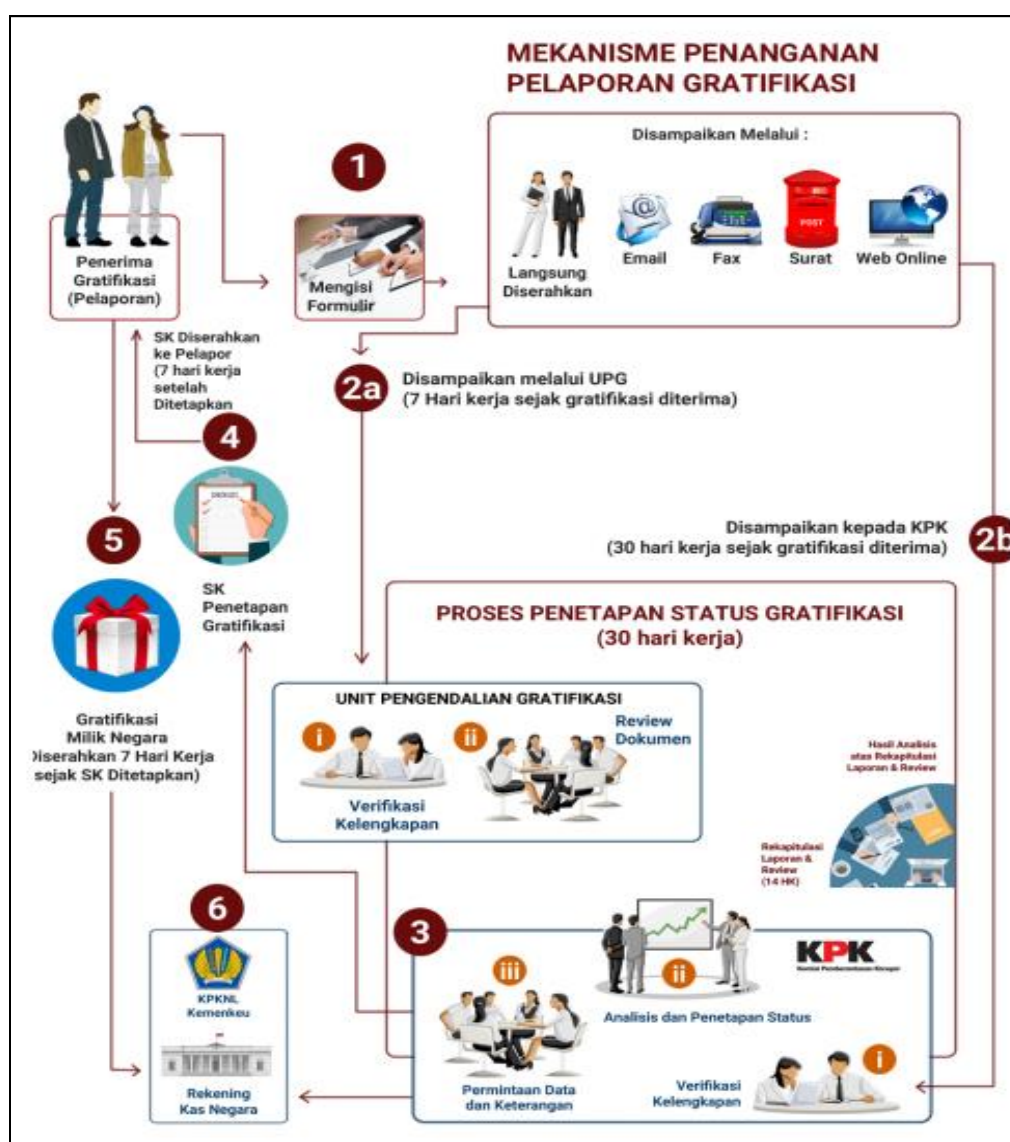 MEKANISME PENANGANAN
PELAPORAN GRATIFIKASI
Disampaikan Melalui :
Langsung
Diserahkan
Email
Fax
POST
Surat
Web Online
1
Penerima
Gratifikasi
(Pelaporan)
Mengisi
Formulir
SK Diserahkan
ke Pelapor
(7 hari kerja
setelah
Ditetapkan
2a
Disampaikan melalui UPG
(7 Hari kerja sejak gratifikasi diterima)
4
5
SK
Penetapan
Gratifikasi
Disampaikan kepada KPK
(30 hari kerja sejak gratifikasi diterima)
2b
PROSES PENETAPAN STATUS GRATIFIKASI
(30 hari kerja)
UNIT PENGENDALIAN GRATIFIKASI
i
Verifikasi
Kelengkapan
ii
Review
Dokumen
Gratifikasi
Milik Negara
Diserahkan 7 Hari Kerja
sejak SK Ditetapkan)
Hasil Analisis
atas Rekapitulasi
Laporan & Review
Rekapitulasi
Laporan &
Review
(14 HK)
6
KPKNL
Kemenkeu
Rekening
Kas Negara
3
iii
Permintaan Data
dan Keterangan
ii
Analisis dan Penetapan Status
KPK
Komisi Pemberantasan Korupsi
Verifikasi
Kelengkapan
i